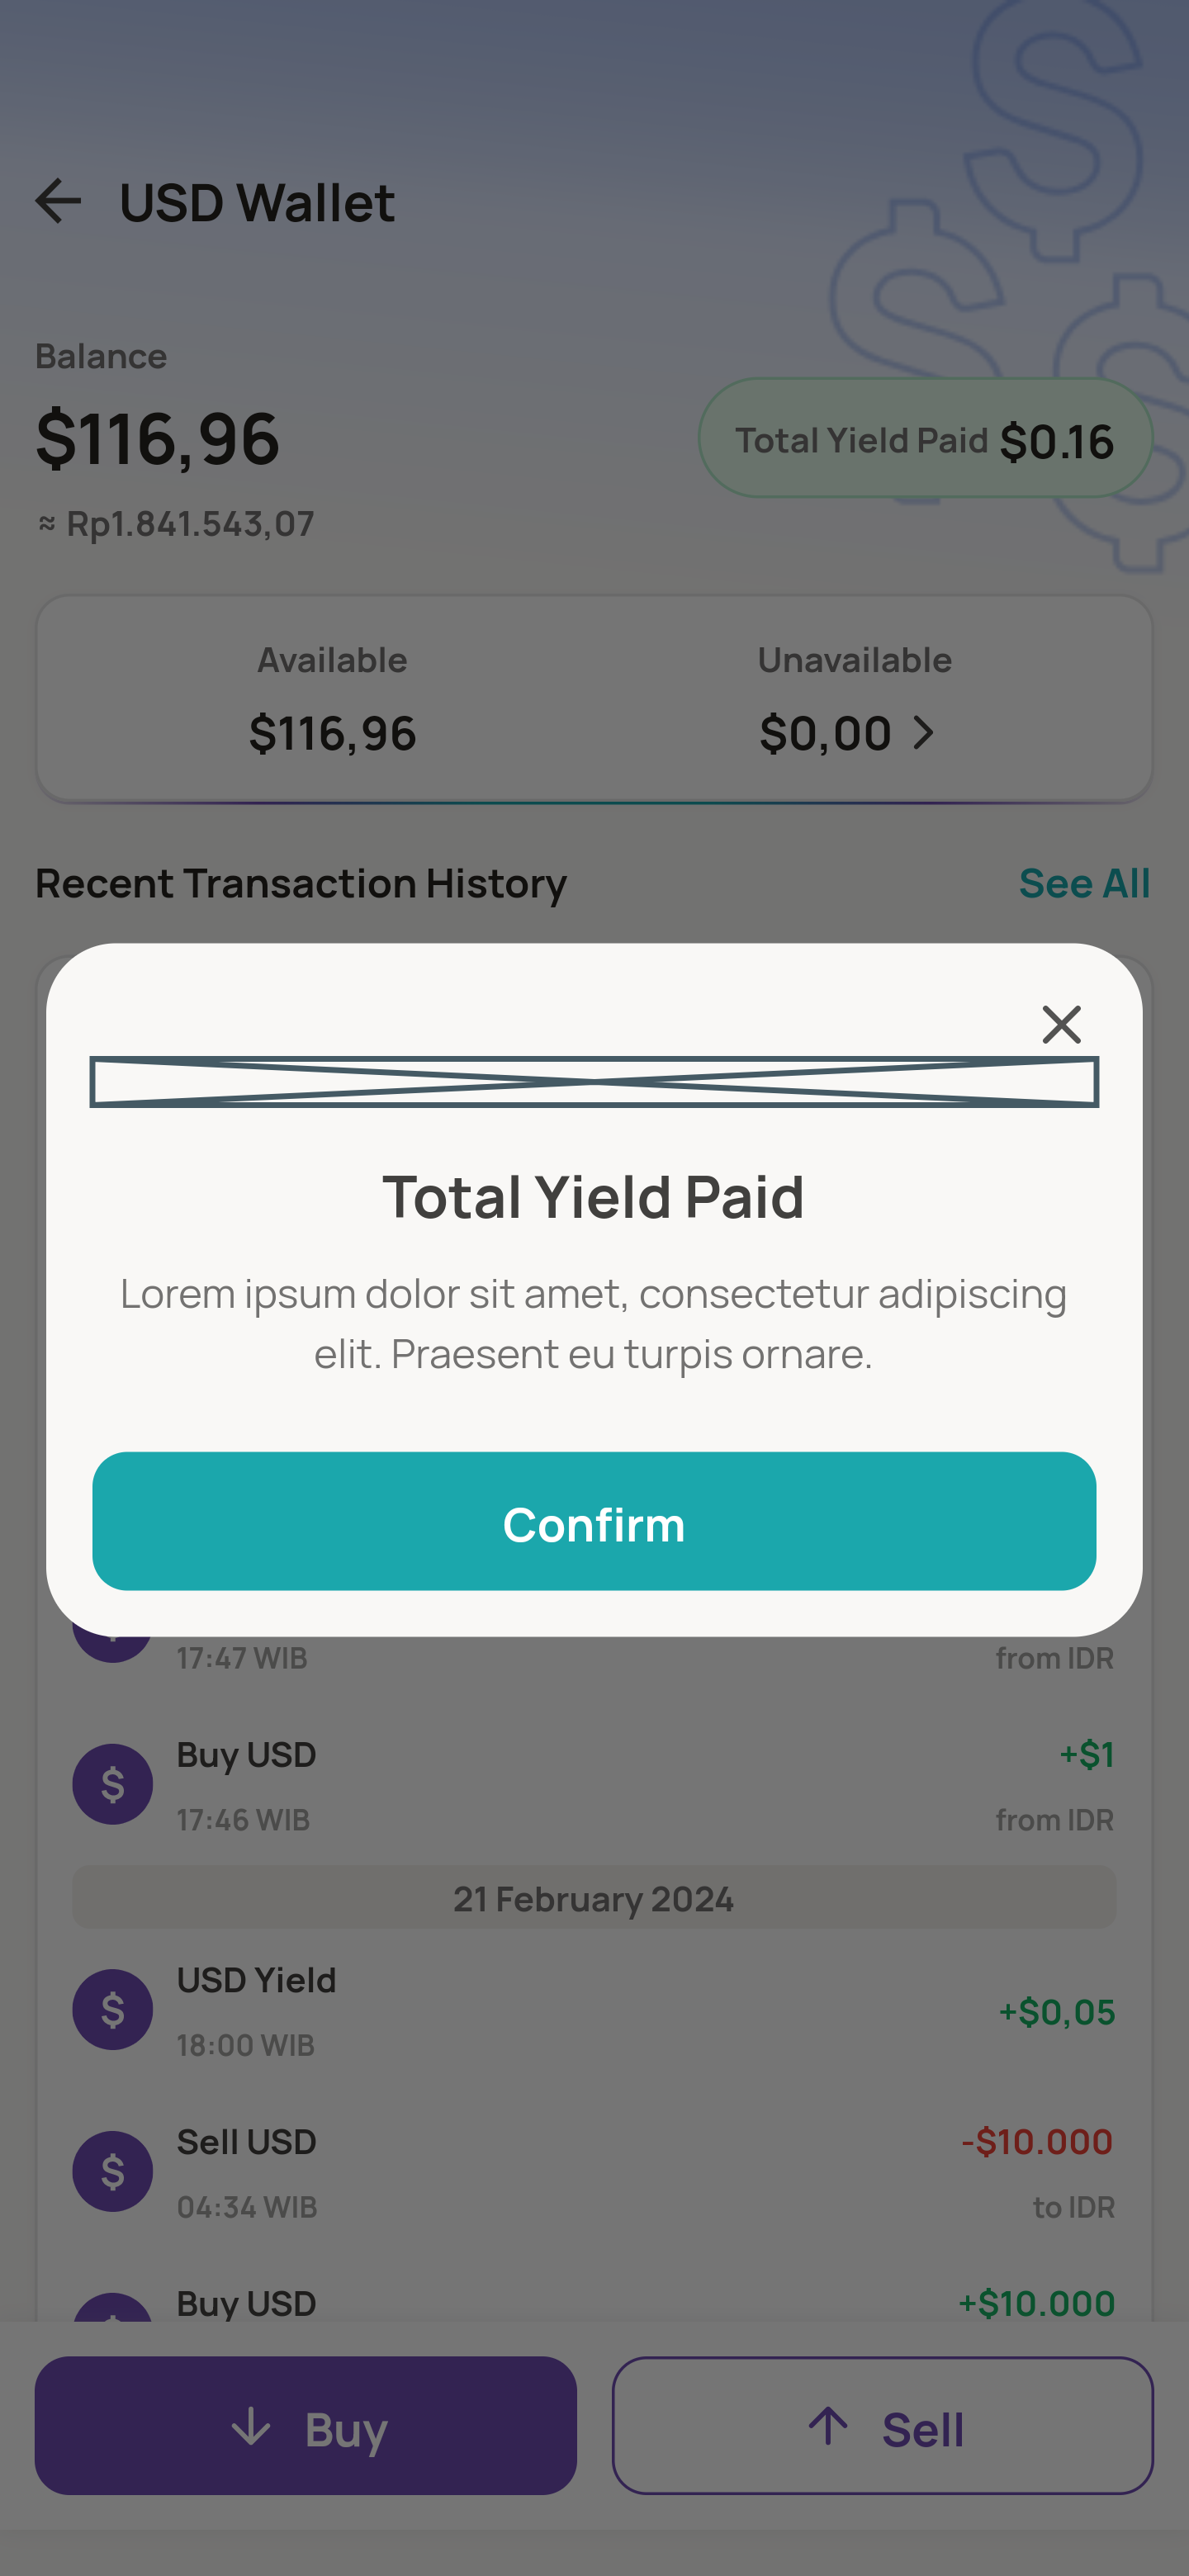 USD Wallet
Balance
$116,96
Total Yield Paid $0.16
≈ Rp1.841.543,07
Available
Unavailable
$116,96
$0,00
Recent Transaction History
See All
Total Yield Paid
Lorem ipsum dolor sit amet, consectetur adipiscing
elit. Praesent eu turpis ornare.
Confirm
17:47 WIB
from IDR
Buy USD
+$1
17:46 WIB
from IDR
21 February 2024
USD Yield
+$0,05
18:00 WIB
Sell USD
-$10.000
04:34 WIB
to IDR
Buy USD
+$10.000
Buy
Sell